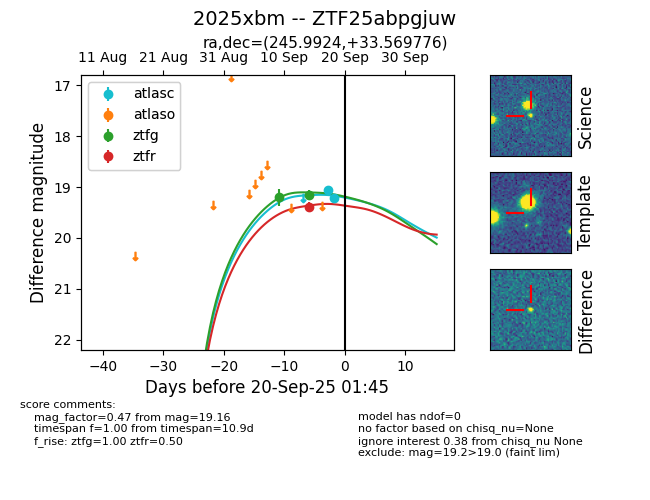 2025xbm -- ZTF25abpgjuw
ra,dec=(245.9924,+33.569776)
11 Aug 21 Aug 31 Aug 10 Sep 20 Sep 30 Sep
atlasc
atlaso
ztfg
ztfr
17
18
19
20
21
22
Difference magnitude
−40 −30 −20 −10 0 10
Days before 20-Sep-25 01:45
Science
Template
Difference
score comments:
mag_factor=0.47 from mag=19.16
timespan f=1.00 from timespan=10.9d
f_rise: ztfg=1.00 ztfr=0.50
model has ndof=0
no factor based on chisq_nu=None
ignore interest 0.38 from chisq_nu None
exclude: mag=19.2>19.0 (faint lim)